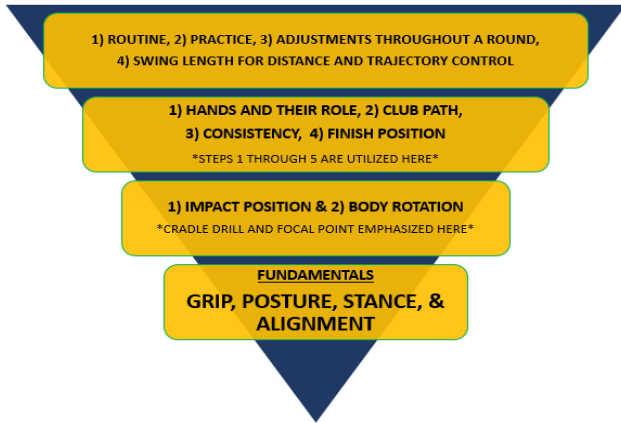 1) ROUTINE, 2) PRACTICE, 3) ADJUSTMENTS THROUGHOUT A ROUND,
4) SWING LENGTH FOR DISTANCE AND TRAJECTORY CONTROL
1) HANDS AND THEIR ROLE, 2) CLUB PATH,
3) CONSISTENCY, 4) FINISH POSITION
*STEPS 1 THROUGH 5 ARE UTILIZED HERE*
1) IMPACT POSITION & 2) BODY ROTATION
*CRADLE DRILL AND FOCAL POINT EMPHASIZED HERE*
FUNDAMENTALS
GRIP, POSTURE, STANCE, &
ALIGNMENT